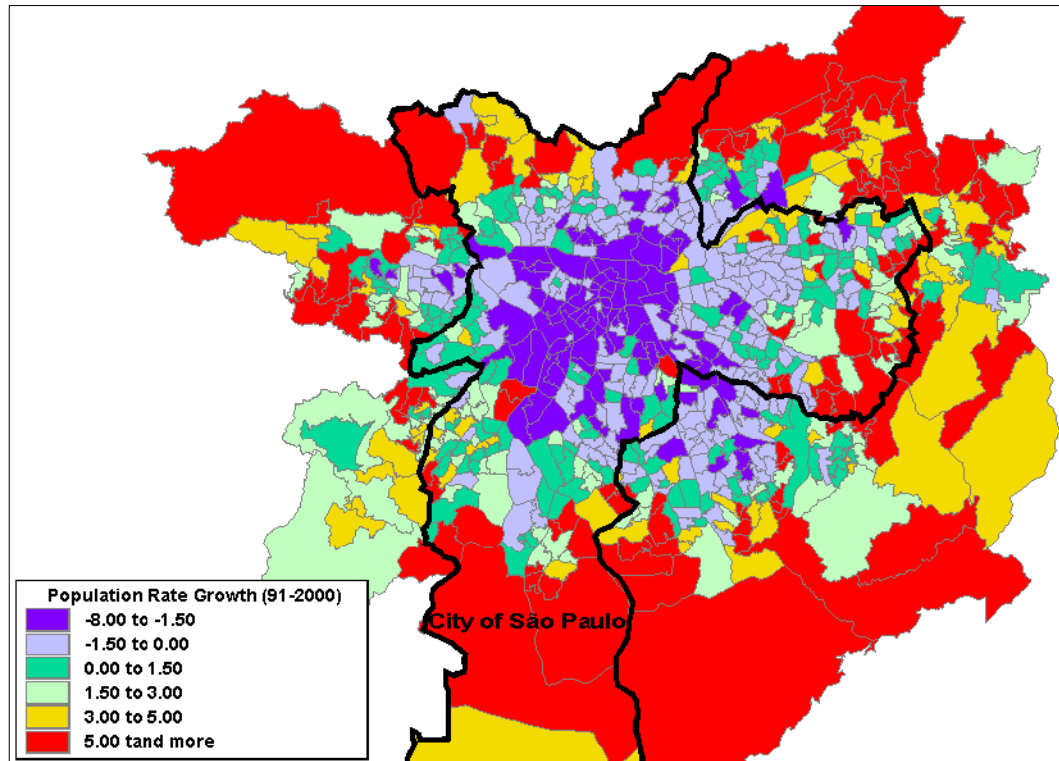 City of São Paulo
Population Rate Growth (91-2000)
-8.00 to -1.50
-1.50 to 0.00
0.00 to 1.50
1.50 to 3.00
3.00 to 5.00
5.00 tand more